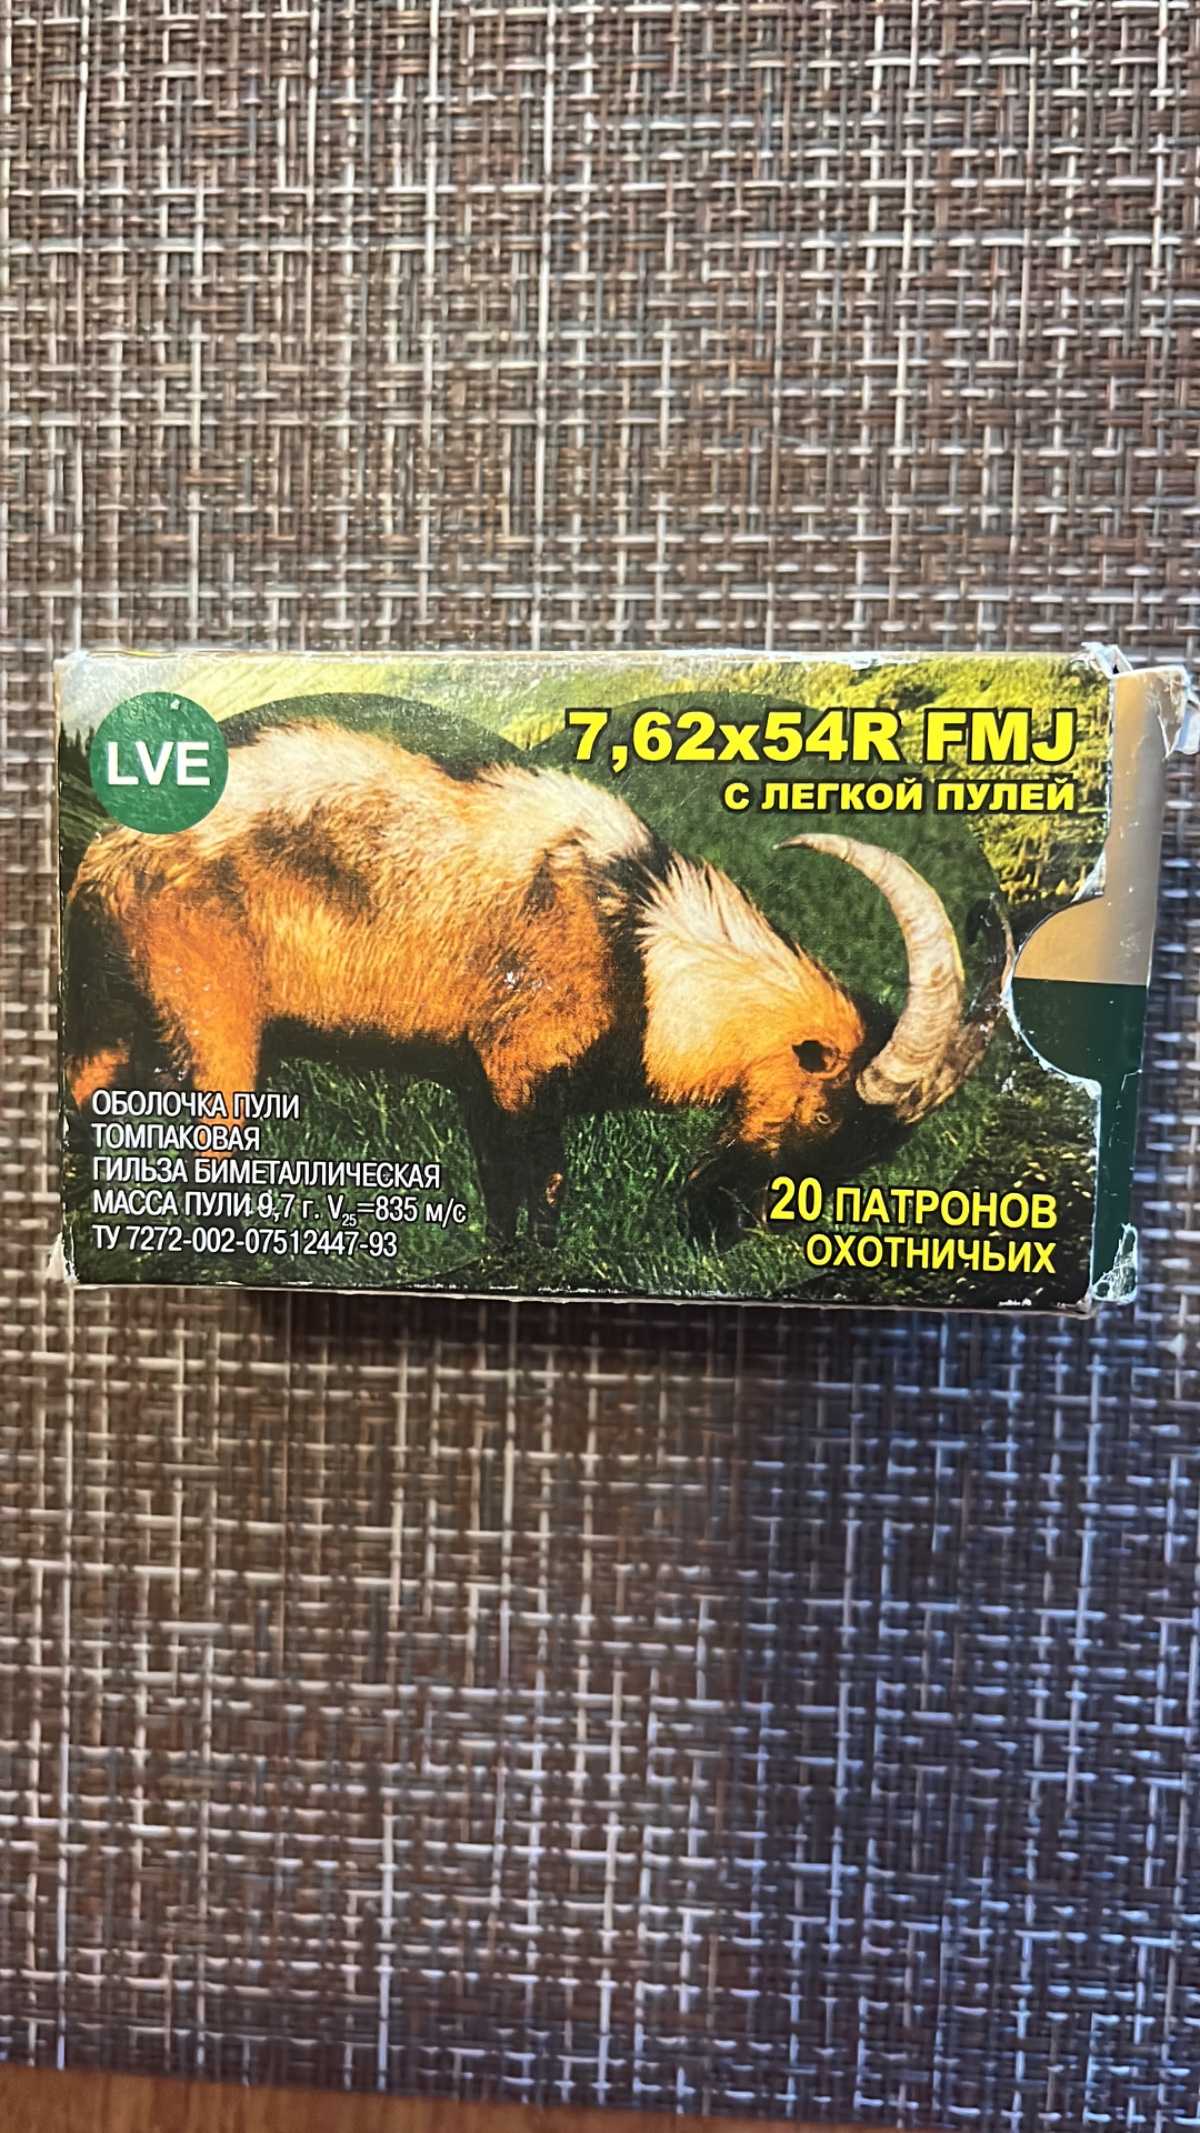 LVE
7,62x54R FMJ
С ЛЕГКОЙ ПУЛЕЙ
ОБОЛОЧКА ПУЛИ
ТОМПАКОВАЯ
ГИЛЬЗА БИМЕТАЛЛИЧЕСКАЯ
МАССА ПУЛИ 9,7 г. V25=835 м/с
ТУ 7272-002-07512447-93
20 ПАТРОНОВ
ОХОТНИЧЬИХ